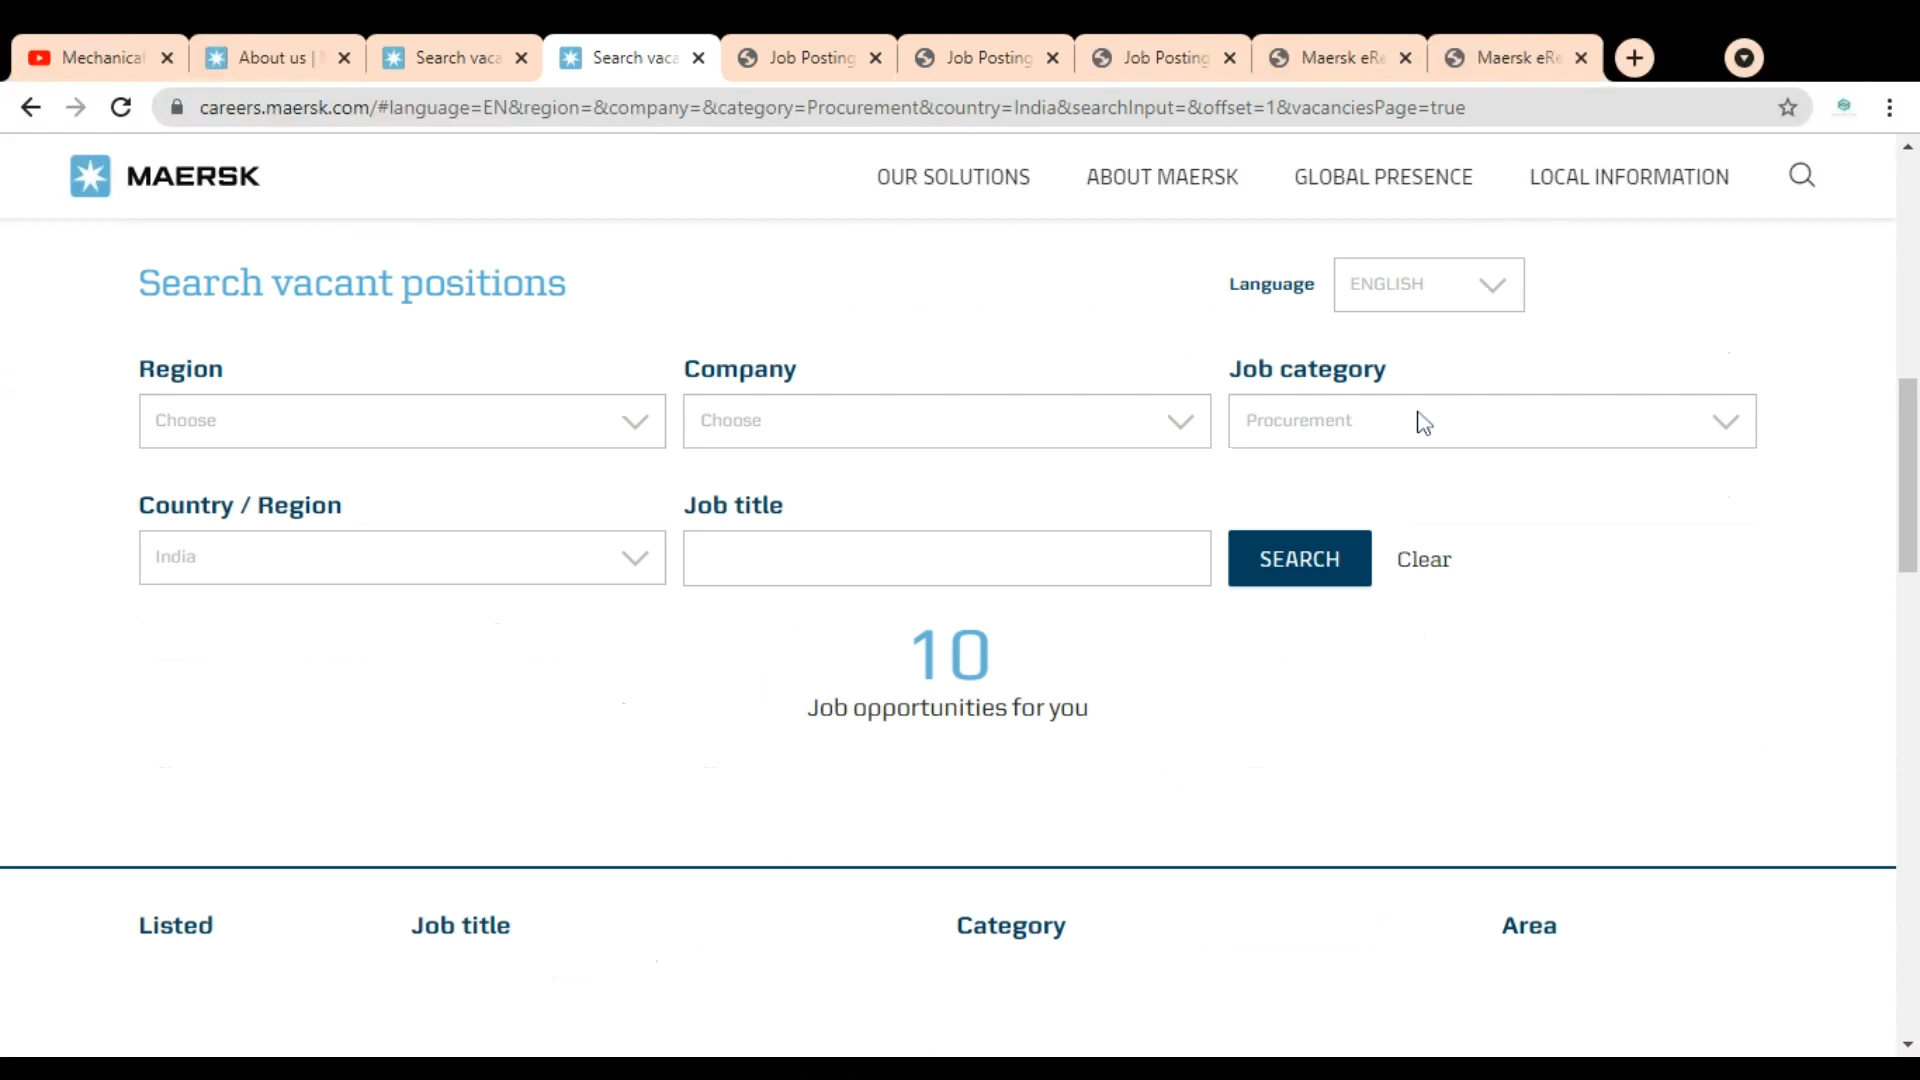 Mechanical
About us |
Search vaca
Search vaca
Job Posting
Job Posting
Job Posting
Maersk eRe
Maersk eRe
careers.maersk.com/#language=EN&region=&company=&category=Procurement&country=India&searchInput=&offset=1&vacanciesPage=true
MAERSK
OUR SOLUTIONS
ABOUT MAERSK
GLOBAL PRESENCE
LOCAL INFORMATION
Search vacant positions
Language
ENGLISH
Region
Company
Job category
Choose
Choose
Procurement
Country / Region
Job title
India
SEARCH
Clear
10
Job opportunities for you
Listed
Job title
Category
Area